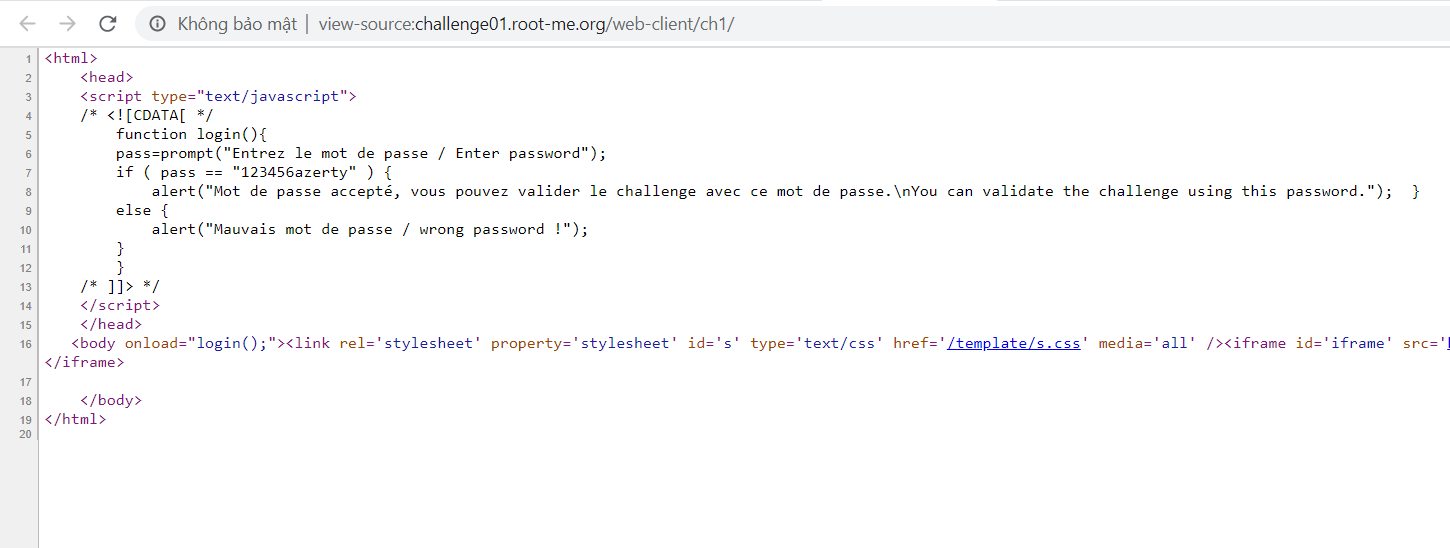 Không bảo mật | view-source:challenge01.root-me.org/web-client/ch1/
1 <html>
2 <head>
3 <script type="text/javascript">
4 /* <![CDATA[ */
5 function login(){
6 pass=prompt("Entrez le mot de passe / Enter password");
7 if ( pass == "123456azerty" ) {
8 alert("Mot de passe accepté, vous pouvez valider le challenge avec ce mot de passe.\nYou can validate the challenge using this password."); }
9 else {
10 alert("Mauvais mot de passe / wrong password !");
11 }
12 }
13 /* ]]> */
14 </script>
15 </head>
16 <body onload="login();"><link rel='stylesheet' property='stylesheet' id='s' type='text/css' href='/template/s.css' media='all' /><iframe id='iframe' src='
</iframe>
17
18 </body>
19 </html>
20